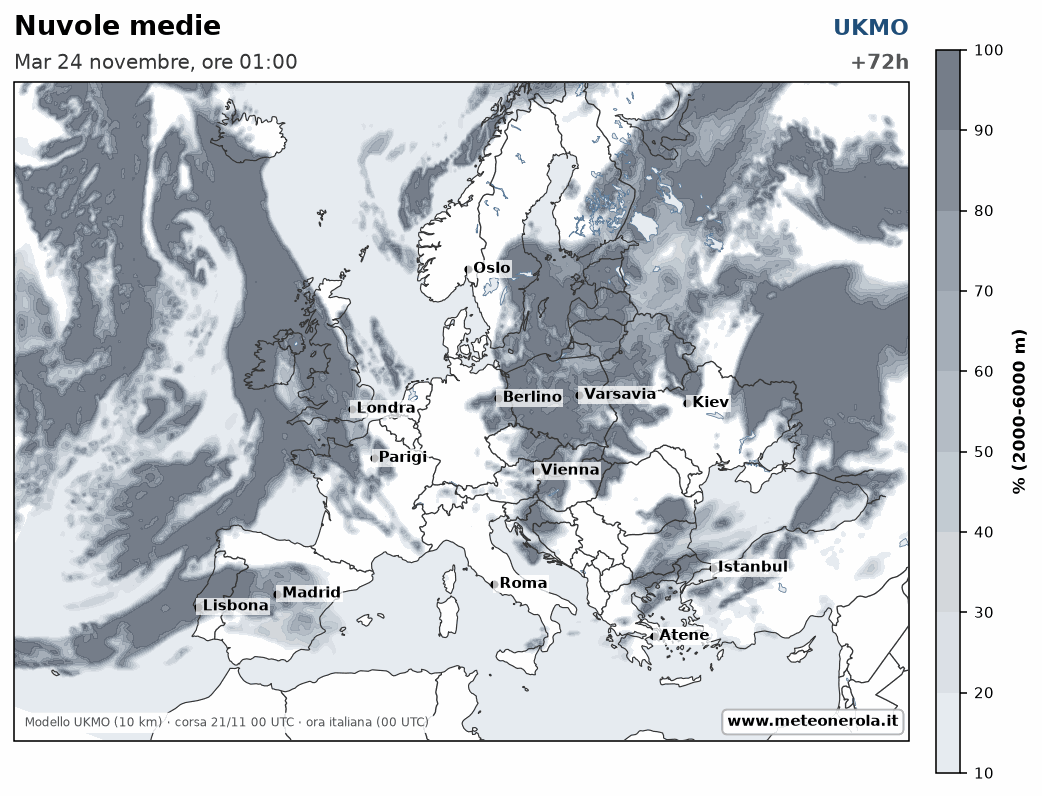 Nuvole medie
UKMO
Mar 24 novembre, ore 01:00
+72h
100
90
80
70
60
50
40
30
20
10
% (2000-6000 m)
Oslo
Berlino
Varsavia
Kiev
Londra
Parigi
Vienna
Istanbul
Roma
Madrid
Lisbona
Atene
Modello UKMO (10 km) · corsa 21/11 00 UTC · ora italiana (00 UTC)
www.meteonerola.it